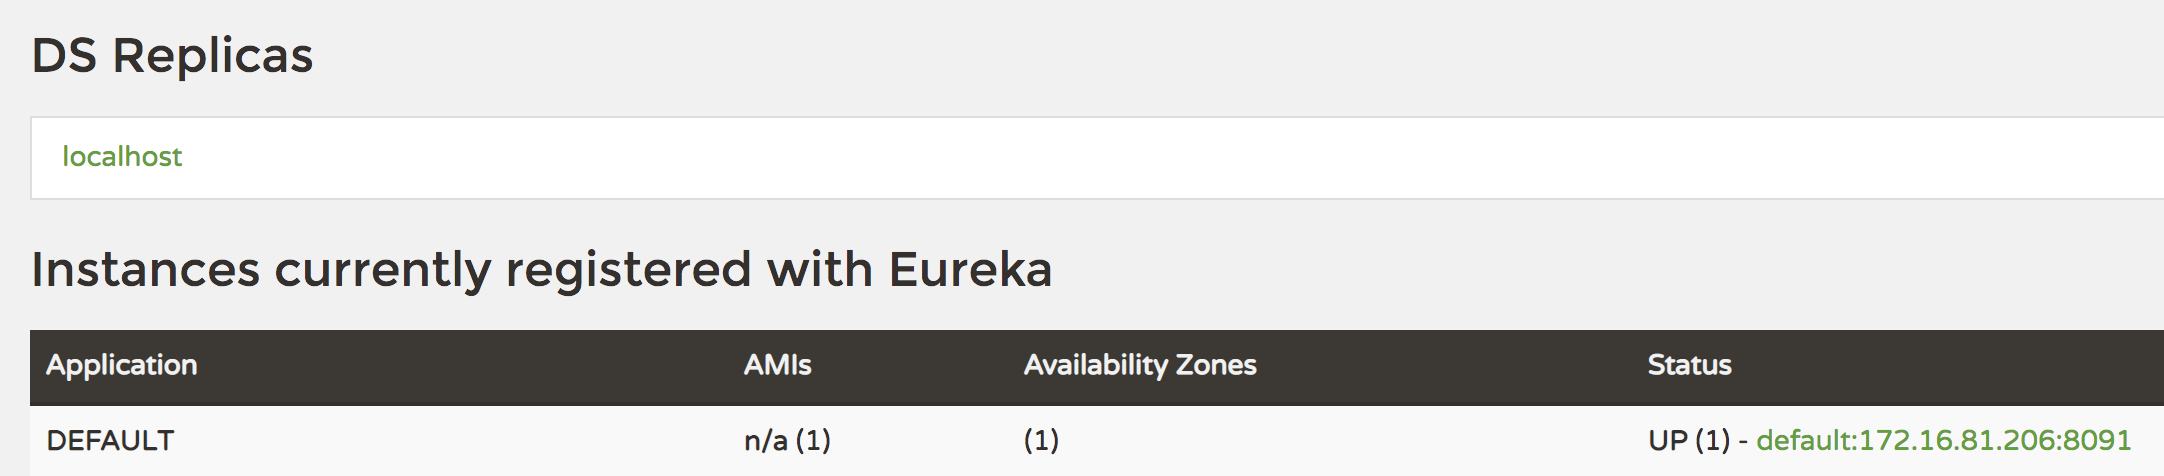 DS Replicas
localhost
Instances currently registered with Eureka
Application AMIs Availability Zones Status
DEFAULT n/a (1) (1) UP (1) - default:172.16.81.206:8091